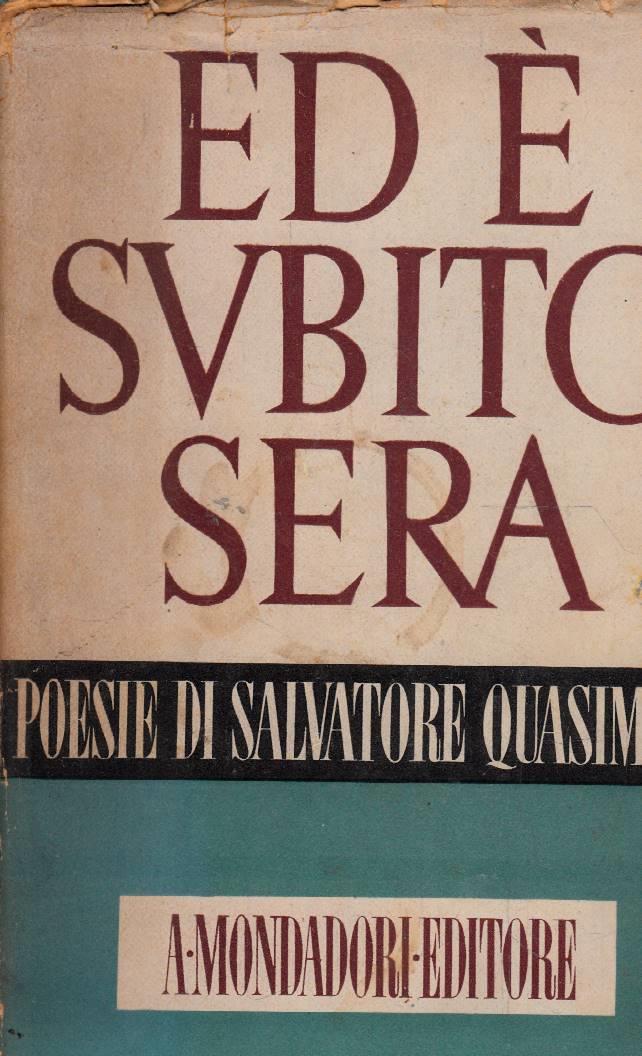 ED È
SVBITO
SERA
POESIE DI SALVATORE QUASIM
A·MONDADORI·EDITORE